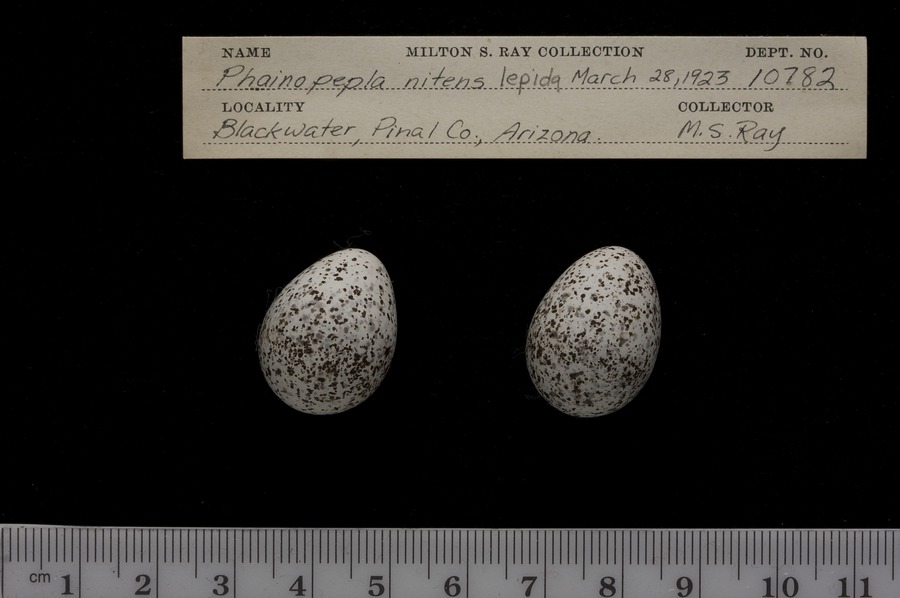 NAME MILTON S. RAY COLLECTION DEPT. NO.
Phainopepla nitens lepida March 28, 1923 10782
LOCALITY COLLECTOR
Blackwater, Pinal Co., Arizona. M.S. Ray
cm 1 2 3 4 5 6 7 8 9 10 11